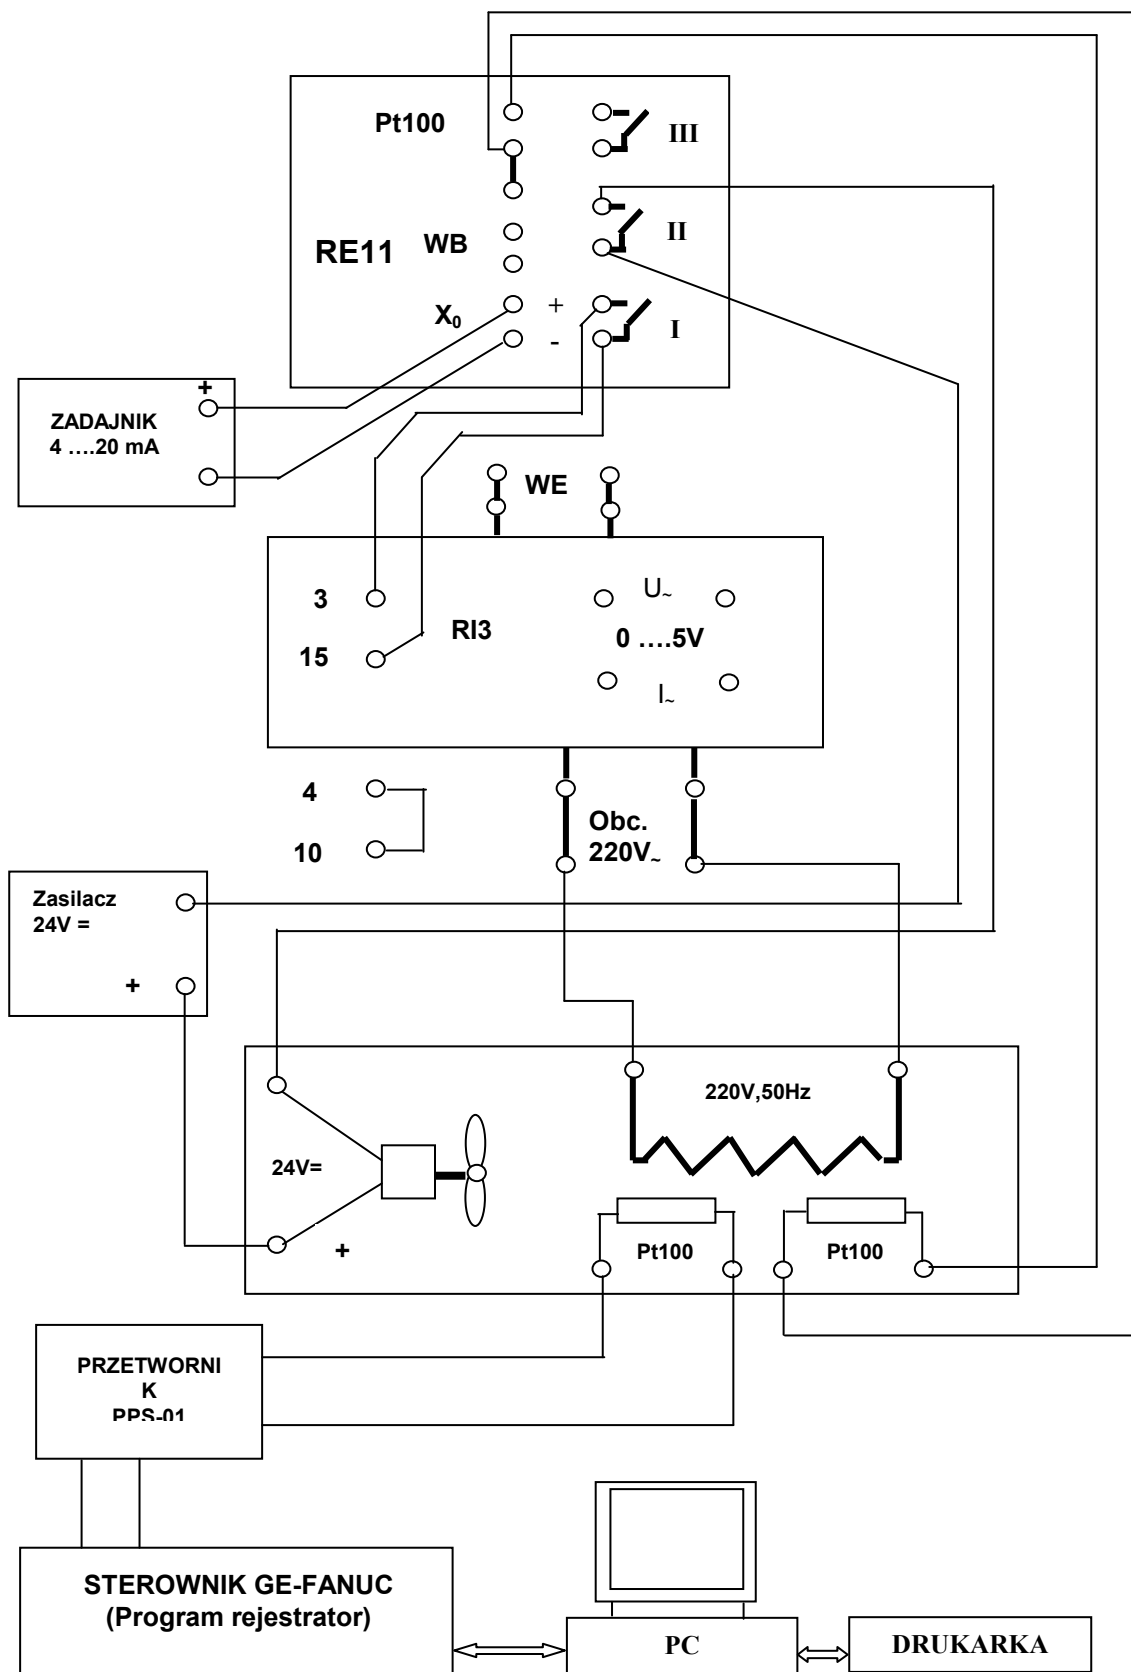 Pt100
III
RE11
WB
II
X₀
+
-
I
+
ZADAJNIK
4 ....20 mA
WE
3
15
RI3
U~
0 ....5V
I~
4
10
Obc.
220V~
Zasilacz
24V =
+
220V,50Hz
24V=
+
Pt100
Pt100
PRZETWORNI
K
PPS-01
STEROWNIK GE-FANUC
(Program rejestrator)
PC
DRUKARKA